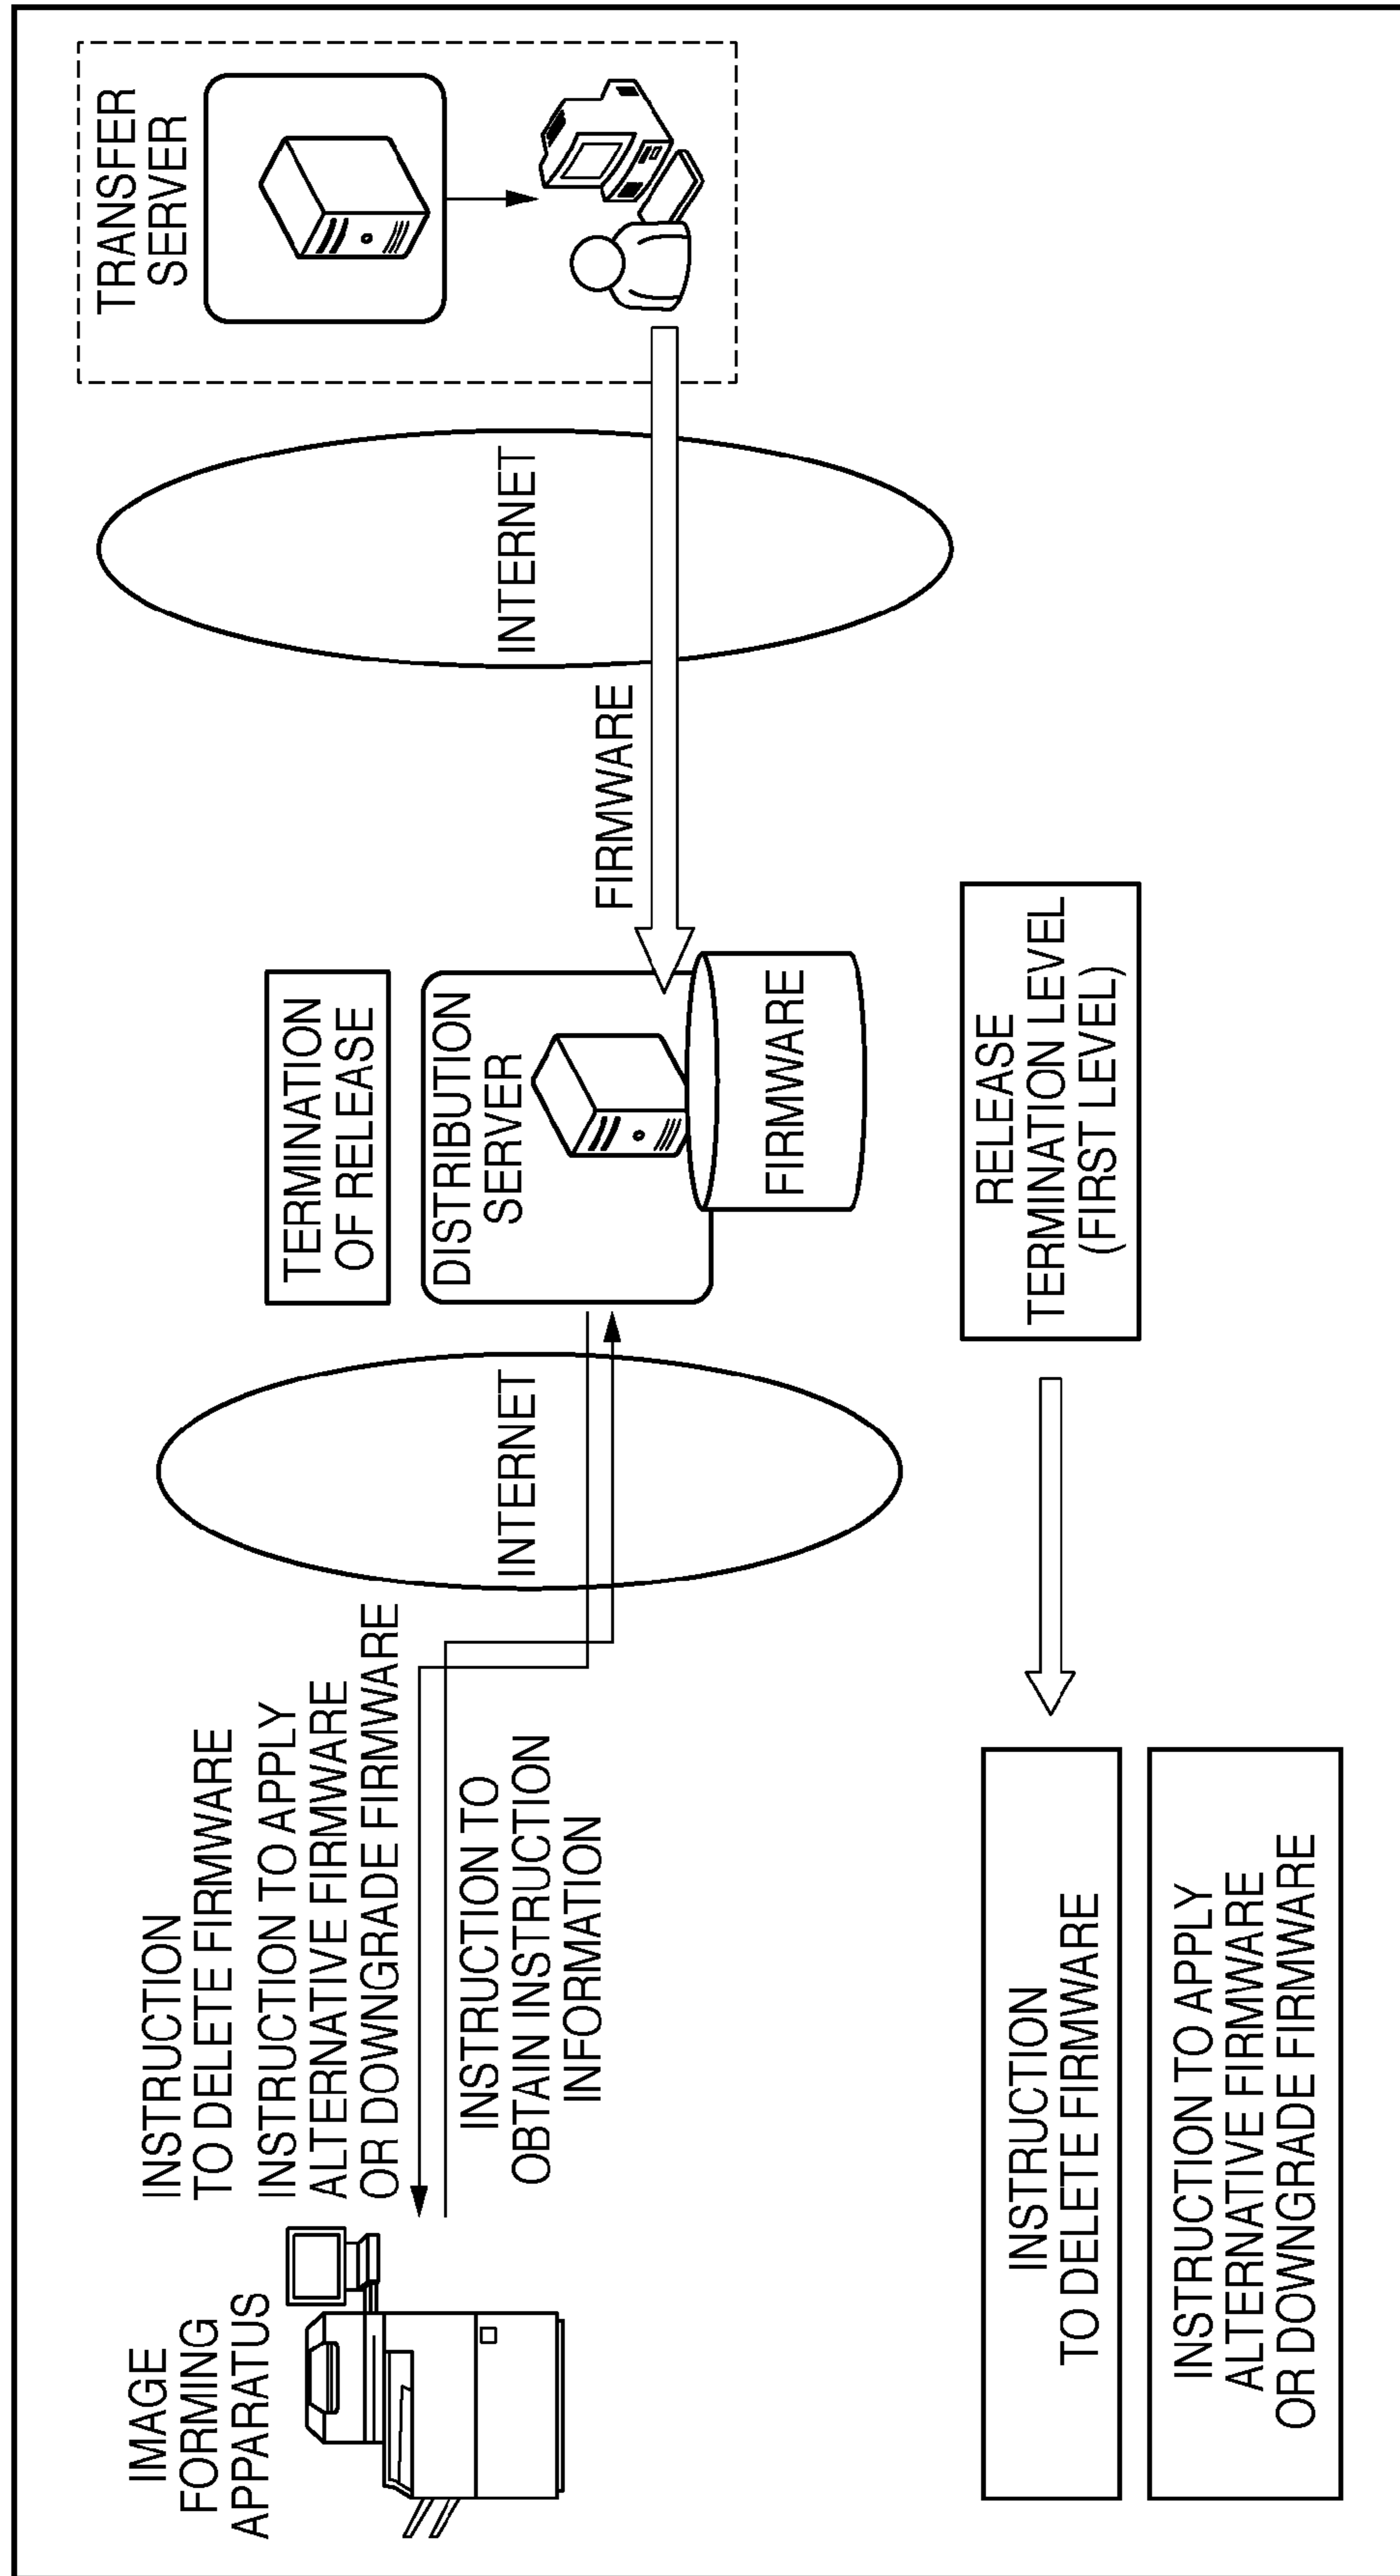 IMAGE
FORMING
APPARATUS
INSTRUCTION
TO DELETE FIRMWARE
INSTRUCTION TO APPLY
ALTERNATIVE FIRMWARE
OR DOWNGRADE FIRMWARE
INSTRUCTION TO
OBTAIN INSTRUCTION
INFORMATION
INTERNET
TERMINATION
OF RELEASE
DISTRIBUTION
SERVER
FIRMWARE
FIRMWARE
INTERNET
TRANSFER
SERVER
INSTRUCTION
TO DELETE FIRMWARE
INSTRUCTION TO APPLY
ALTERNATIVE FIRMWARE
OR DOWNGRADE FIRMWARE
RELEASE
TERMINATION LEVEL
(FIRST LEVEL)